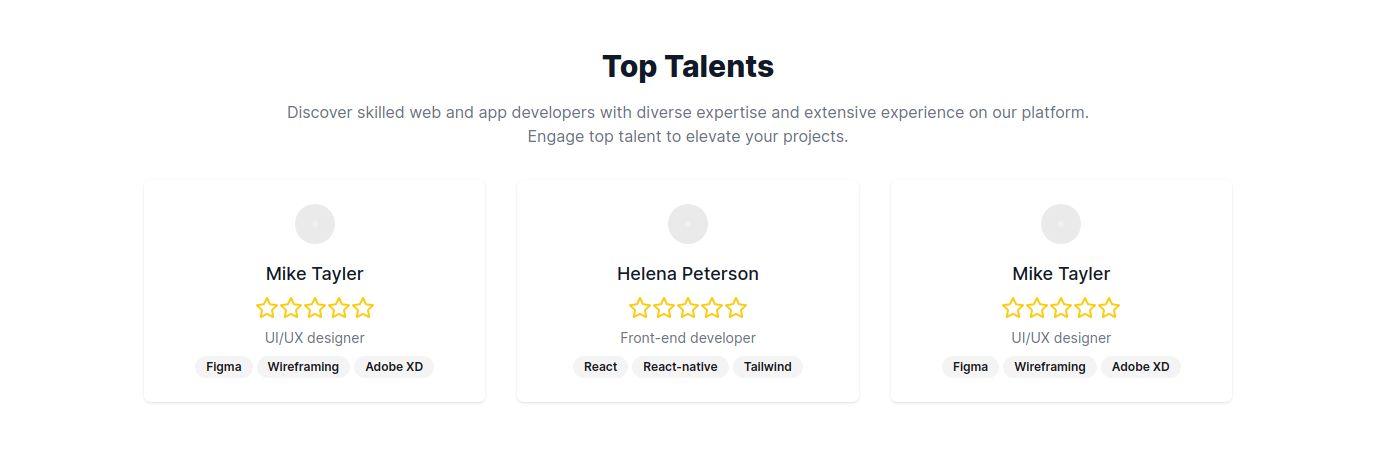 Top Talents
Discover skilled web and app developers with diverse expertise and extensive experience on our platform.
Engage top talent to elevate your projects.
Mike Tayler
UI/UX designer
Figma Wireframing Adobe XD
Helena Peterson
Front-end developer
React React-native Tailwind
Mike Tayler
UI/UX designer
Figma Wireframing Adobe XD